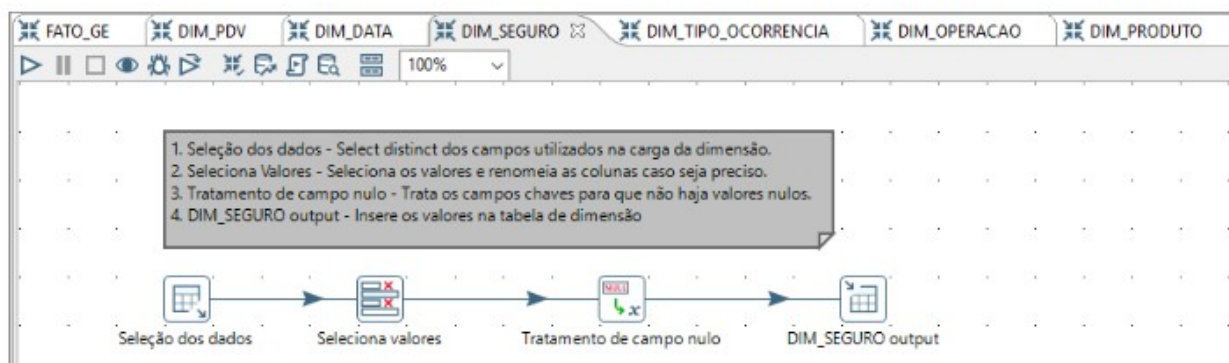 FATO_GE DIM_PDV DIM_DATA DIM_SEGURO DIM_TIPO_OCORRENCIA DIM_OPERACAO DIM_PRODUTO
100%
1. Seleção dos dados - Select distinct dos campos utilizados na carga da dimensão.
2. Seleciona Valores - Seleciona os valores e renomeia as colunas caso seja preciso.
3. Tratamento de campo nulo - Trata os campos chaves para que não haja valores nulos.
4. DIM_SEGURO output - Insere os valores na tabela de dimensão
NULL
x
Seleção dos dados Seleciona valores Tratamento de campo nulo DIM_SEGURO output